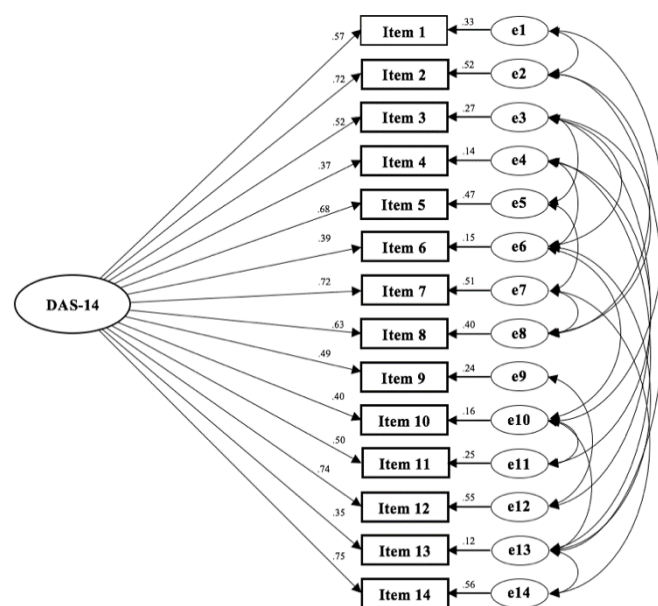 .57 Item 1 .33 e1
.72 Item 2 .52 e2
.52 Item 3 .27 e3
.37 Item 4 .14 e4
.68 Item 5 .47 e5
.39 Item 6 .15 e6
DAS-14
.72 Item 7 .51 e7
.63 Item 8 .40 e8
.49 Item 9 .24 e9
.40 Item 10 .16 e10
.50 Item 11 .25 e11
.74 Item 12 .55 e12
.35 Item 13 .12 e13
.75 Item 14 .56 e14